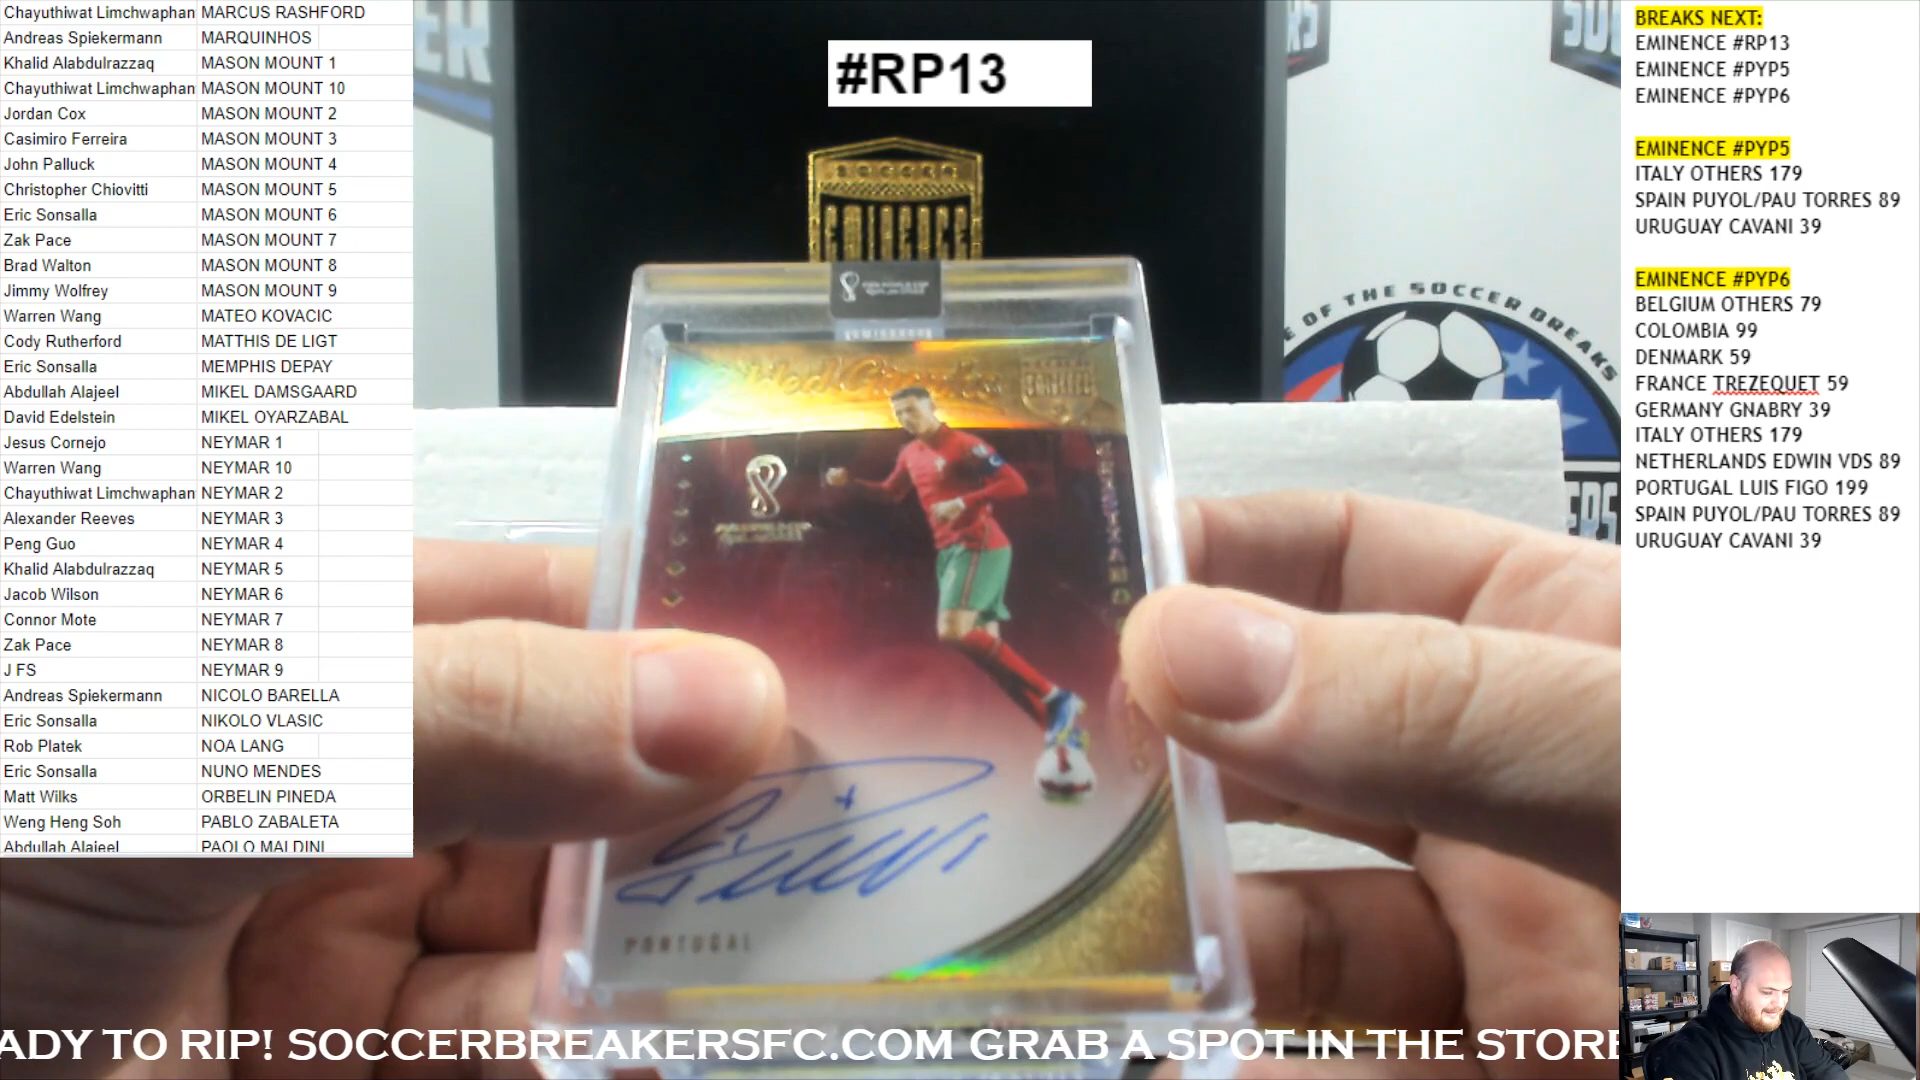 Chayuthiwat Limchwaphan MARCUS RASHFORD
Andreas Spiekermann MARQUINHOS
Khalid Alabdulrazzaq MASON MOUNT 1
Chayuthiwat Limchwaphan MASON MOUNT 10
Jordan Cox MASON MOUNT 2
Casimiro Ferreira MASON MOUNT 3
John Palluck MASON MOUNT 4
Christopher Chiovitti MASON MOUNT 5
Eric Sonsalla MASON MOUNT 6
Zak Pace MASON MOUNT 7
Brad Walton MASON MOUNT 8
Jimmy Wolfrey MASON MOUNT 9
Warren Wang MATEO KOVACIC
Cody Rutherford MATTHIS DE LIGT
Eric Sonsalla MEMPHIS DEPAY
Abdullah Alajeel MIKEL DAMSGAARD
David Edelstein MIKEL OYARZABAL
Jesus Cornejo NEYMAR 1
Warren Wang NEYMAR 10
Chayuthiwat Limchwaphan NEYMAR 2
Alexander Reeves NEYMAR 3
Peng Guo NEYMAR 4
Khalid Alabdulrazzaq NEYMAR 5
Jacob Wilson NEYMAR 6
Connor Mote NEYMAR 7
Zak Pace NEYMAR 8
J FS NEYMAR 9
Andreas Spiekermann NICOLO BARELLA
Eric Sonsalla NIKOLO VLASIC
Rob Platek NOA LANG
Eric Sonsalla NUNO MENDES
Matt Wilks ORBELIN PINEDA
Weng Heng Soh PABLO ZABALETA
Abdullah Alajeel PAOLO MALDINI
#RP13
SOCCER
E OF THE SOCCER BREAKS
PORTUGAL
BREAKS NEXT:
EMINENCE #RP13
EMINENCE #PYP5
EMINENCE #PYP6
EMINENCE #PYP5
ITALY OTHERS 179
SPAIN PUYOL/PAU TORRES 89
URUGUAY CAVANI 39
EMINENCE #PYP6
BELGIUM OTHERS 79
COLOMBIA 99
DENMARK 59
FRANCE TREZEQUET 59
GERMANY GNABRY 39
ITALY OTHERS 179
NETHERLANDS EDWIN VDS 89
PORTUGAL LUIS FIGO 199
SPAIN PUYOL/PAU TORRES 89
URUGUAY CAVANI 39
ADY TO RIP! SOCCERBREAKERSFC.COM GRAB A SPOT IN THE STORE